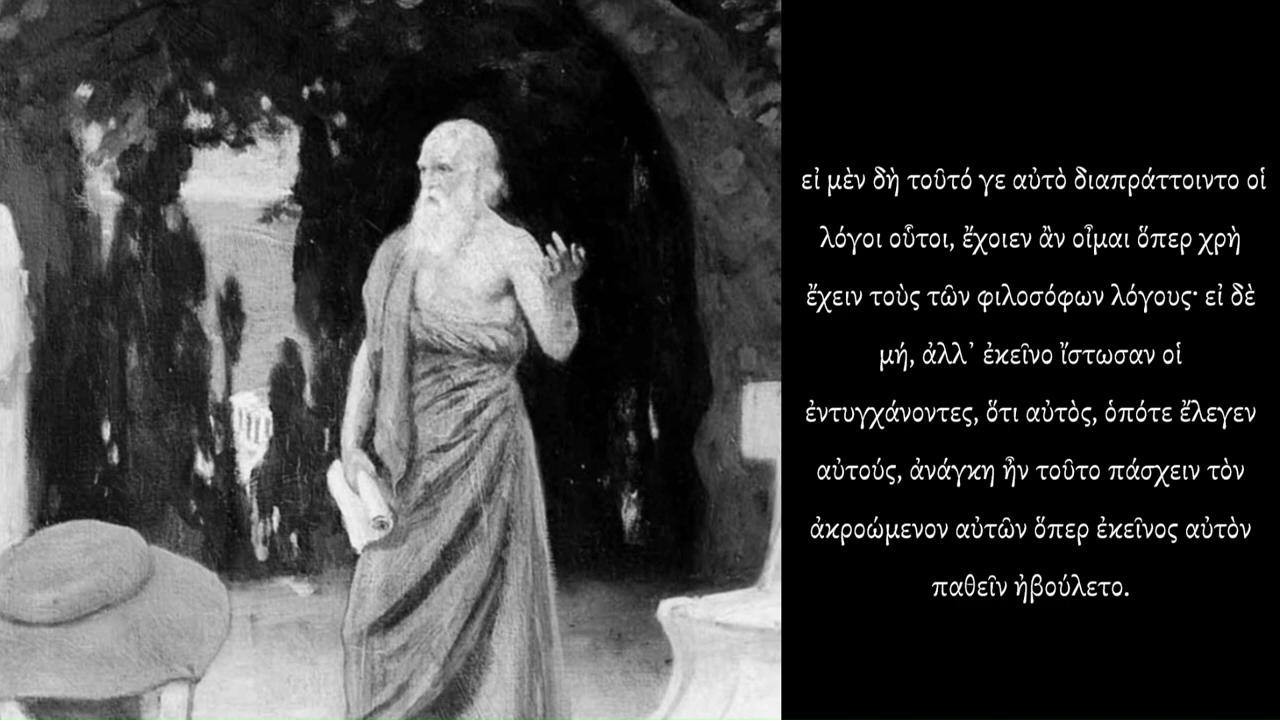 εἰ μὲν δὴ τοῦτό γε αὐτὸ διαπράττοιντο οἱ
λόγοι οὗτοι, ἔχοιεν ἂν οἶμαι ὅπερ χρὴ
ἔχειν τοὺς τῶν φιλοσόφων λόγους· εἰ δὲ
μή, ἀλλ᾽ ἐκεῖνο ἴστωσαν οἱ
ἐντυγχάνοντες, ὅτι αὐτὸς, ὁπότε ἔλεγεν
αὐτούς, ἀνάγκη ἦν τοῦτο πάσχειν τὸν
ἀκροώμενον αὐτῶν ὅπερ ἐκεῖνος αὐτὸν
παθεῖν ἠβούλετο.